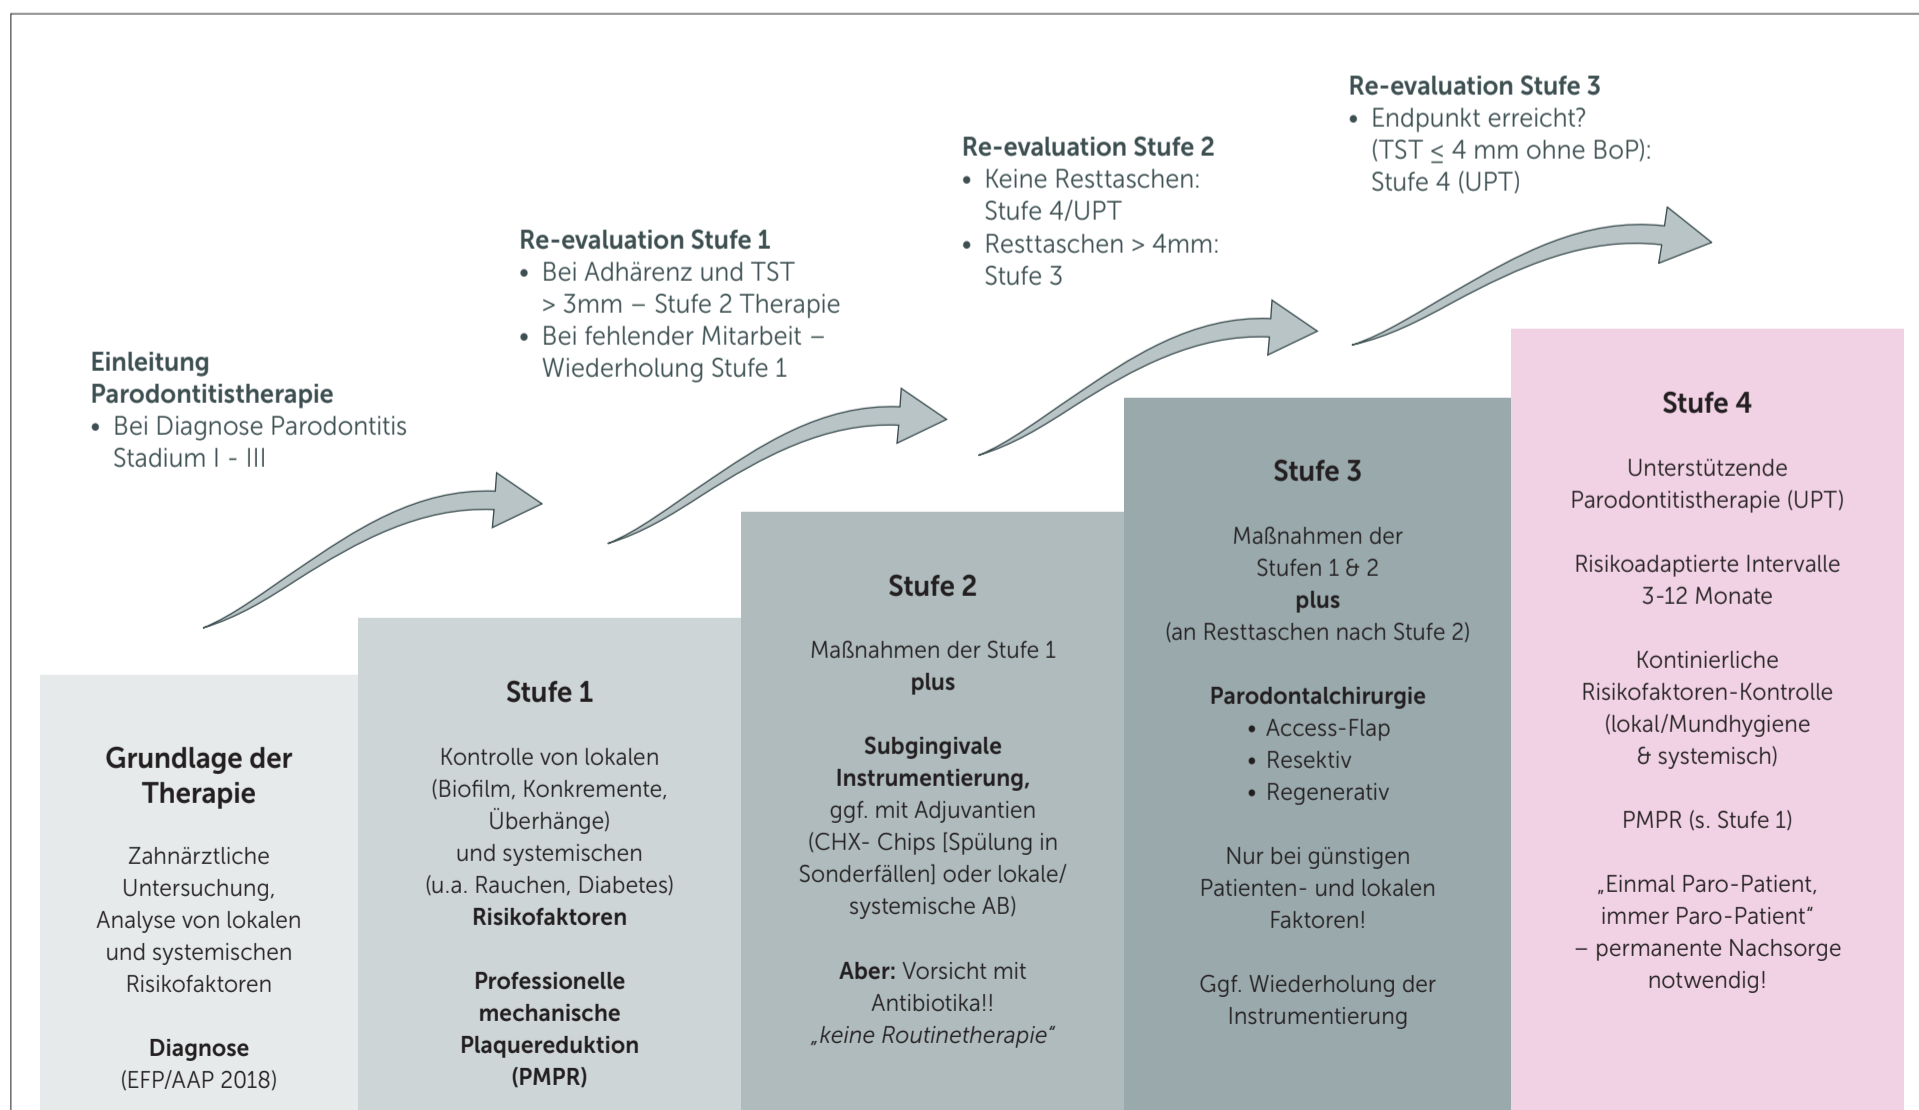 Einleitung
Parodontitistherapie
• Bei Diagnose Parodontitis
Stadium I - III
Re-evaluation Stufe 1
• Bei Adhärenz und TST
> 3mm – Stufe 2 Therapie
• Bei fehlender Mitarbeit –
Wiederholung Stufe 1
Re-evaluation Stufe 2
• Keine Resttaschen:
Stufe 4/UPT
• Resttaschen > 4mm:
Stufe 3
Re-evaluation Stufe 3
• Endpunkt erreicht?
(TST ≤ 4 mm ohne BoP):
Stufe 4 (UPT)
Grundlage der
Therapie
Zahnärztliche
Untersuchung,
Analyse von lokalen
und systemischen
Risikofaktoren
Diagnose
(EFP/AAP 2018)
Stufe 1
Kontrolle von lokalen
(Biofilm, Konkremente,
Überhänge)
und systemischen
(u.a. Rauchen, Diabetes)
Risikofaktoren
Professionelle
mechanische
Plaquereduktion
(PMPR)
Stufe 2
Maßnahmen der Stufe 1
plus
Subgingivale
Instrumentierung,
ggf. mit Adjuvantien
(CHX- Chips [Spülung in
Sonderfällen] oder lokale/
systemische AB)
Aber: Vorsicht mit
Antibiotika!!
„keine Routinetherapie“
Stufe 3
Maßnahmen der
Stufen 1 & 2
plus
(an Resttaschen nach Stufe 2)
Parodontalchirurgie
• Access-Flap
• Resektiv
• Regenerativ
Nur bei günstigen
Patienten- und lokalen
Faktoren!
Ggf. Wiederholung der
Instrumentierung
Stufe 4
Unterstützende
Parodontitistherapie (UPT)
Risikoadaptierte Intervalle
3-12 Monate
Kontinierliche
Risikofaktoren-Kontrolle
(lokal/Mundhygiene
& systemisch)
PMPR (s. Stufe 1)
„Einmal Paro-Patient,
immer Paro-Patient“
– permanente Nachsorge
notwendig!